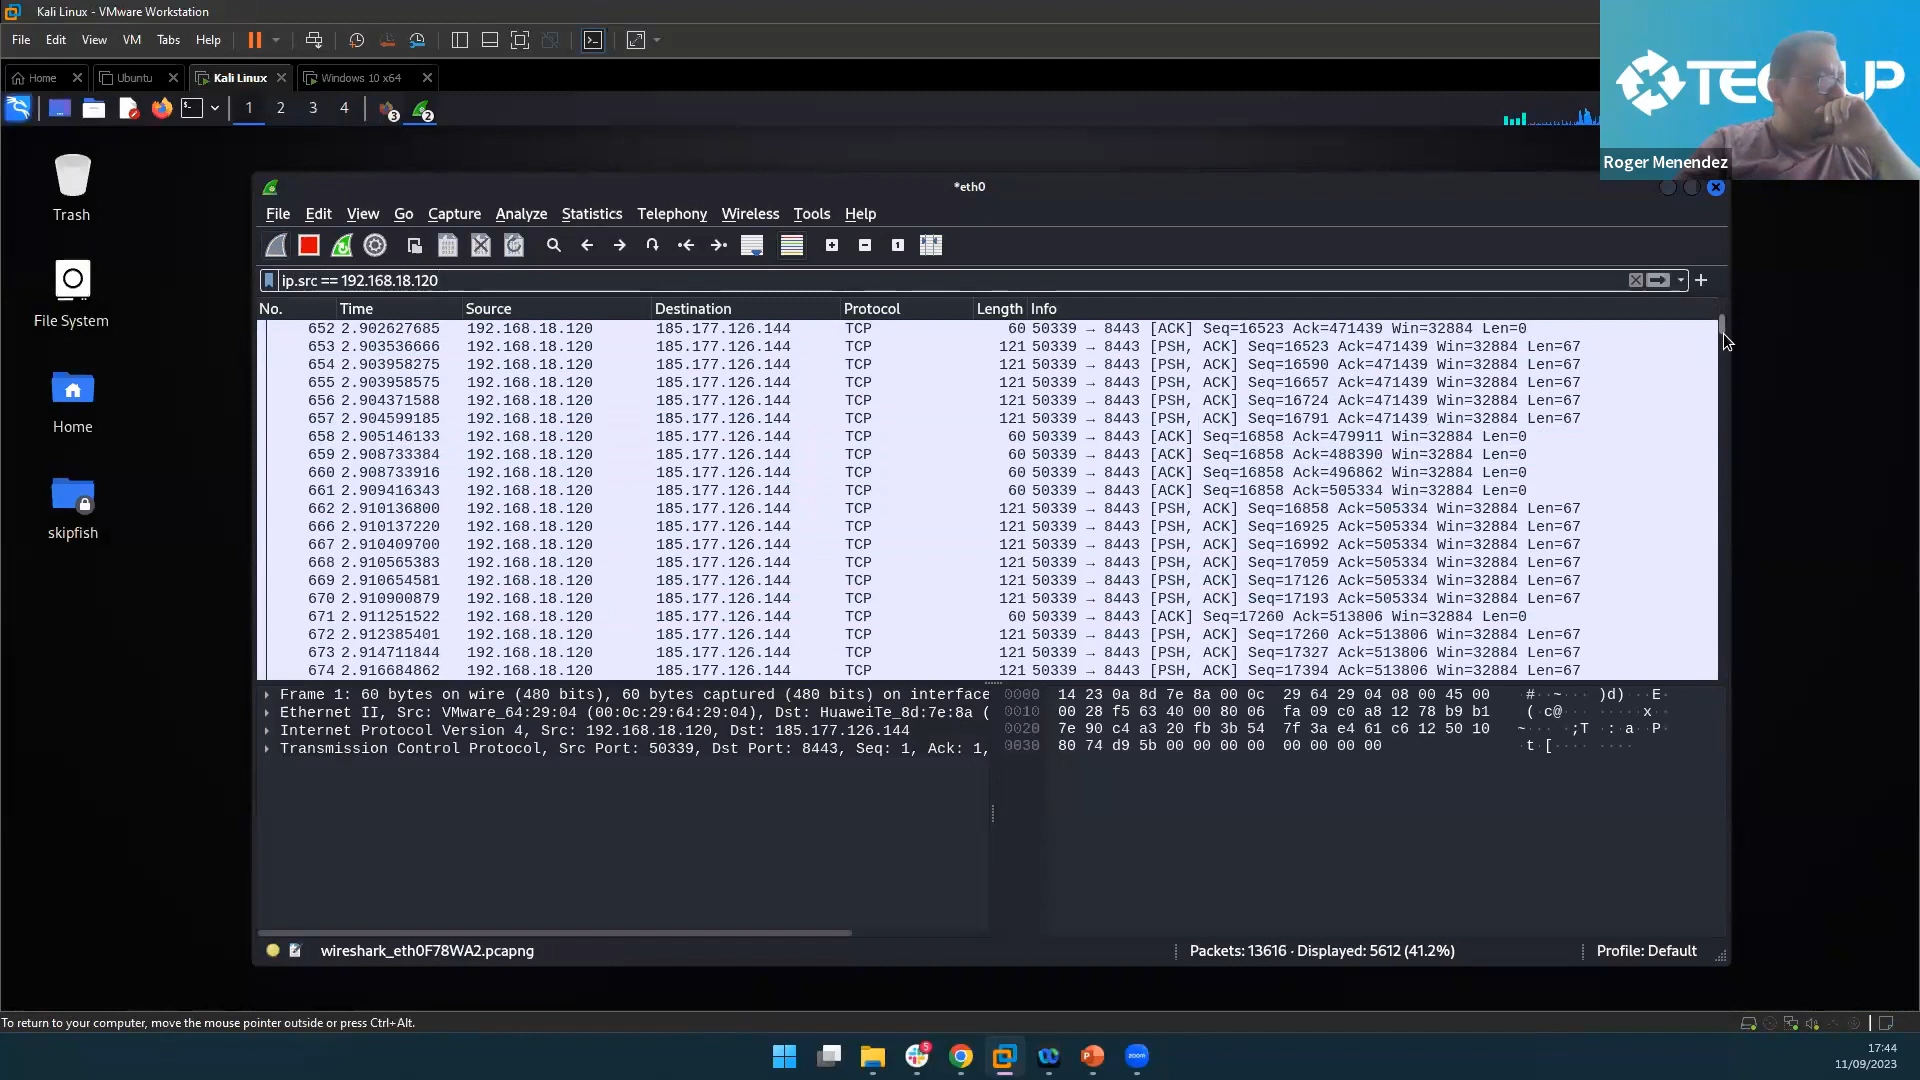 Kali Linux - VMware Workstation
File Edit View VM Tabs Help
Home Ubuntu Kali Linux Windows 10 x64
1 2 3 4 3 2
Roger Menendez
Trash
File System
Home
skipfish
*eth0
File Edit View Go Capture Analyze Statistics Telephony Wireless Tools Help
ip.src == 192.168.18.120
No. Time Source Destination Protocol Length Info
652 2.902627685 192.168.18.120 185.177.126.144 TCP 60 50339 → 8443 [ACK] Seq=16523 Ack=471439 Win=32884 Len=0
653 2.903536666 192.168.18.120 185.177.126.144 TCP 121 50339 → 8443 [PSH, ACK] Seq=16523 Ack=471439 Win=32884 Len=67
654 2.903958275 192.168.18.120 185.177.126.144 TCP 121 50339 → 8443 [PSH, ACK] Seq=16590 Ack=471439 Win=32884 Len=67
655 2.903958575 192.168.18.120 185.177.126.144 TCP 121 50339 → 8443 [PSH, ACK] Seq=16657 Ack=471439 Win=32884 Len=67
656 2.904371588 192.168.18.120 185.177.126.144 TCP 121 50339 → 8443 [PSH, ACK] Seq=16724 Ack=471439 Win=32884 Len=67
657 2.904599185 192.168.18.120 185.177.126.144 TCP 121 50339 → 8443 [PSH, ACK] Seq=16791 Ack=471439 Win=32884 Len=67
658 2.905146133 192.168.18.120 185.177.126.144 TCP 60 50339 → 8443 [ACK] Seq=16858 Ack=479911 Win=32884 Len=0
659 2.908733384 192.168.18.120 185.177.126.144 TCP 60 50339 → 8443 [ACK] Seq=16858 Ack=488390 Win=32884 Len=0
660 2.908733916 192.168.18.120 185.177.126.144 TCP 60 50339 → 8443 [ACK] Seq=16858 Ack=496862 Win=32884 Len=0
661 2.909416343 192.168.18.120 185.177.126.144 TCP 60 50339 → 8443 [ACK] Seq=16858 Ack=505334 Win=32884 Len=0
662 2.910136800 192.168.18.120 185.177.126.144 TCP 121 50339 → 8443 [PSH, ACK] Seq=16858 Ack=505334 Win=32884 Len=67
666 2.910137220 192.168.18.120 185.177.126.144 TCP 121 50339 → 8443 [PSH, ACK] Seq=16925 Ack=505334 Win=32884 Len=67
667 2.910409700 192.168.18.120 185.177.126.144 TCP 121 50339 → 8443 [PSH, ACK] Seq=16992 Ack=505334 Win=32884 Len=67
668 2.910565383 192.168.18.120 185.177.126.144 TCP 121 50339 → 8443 [PSH, ACK] Seq=17059 Ack=505334 Win=32884 Len=67
669 2.910654581 192.168.18.120 185.177.126.144 TCP 121 50339 → 8443 [PSH, ACK] Seq=17126 Ack=505334 Win=32884 Len=67
670 2.910900879 192.168.18.120 185.177.126.144 TCP 121 50339 → 8443 [PSH, ACK] Seq=17193 Ack=505334 Win=32884 Len=67
671 2.911251522 192.168.18.120 185.177.126.144 TCP 60 50339 → 8443 [ACK] Seq=17260 Ack=513806 Win=32884 Len=0
672 2.912385401 192.168.18.120 185.177.126.144 TCP 121 50339 → 8443 [PSH, ACK] Seq=17260 Ack=513806 Win=32884 Len=67
673 2.914711844 192.168.18.120 185.177.126.144 TCP 121 50339 → 8443 [PSH, ACK] Seq=17327 Ack=513806 Win=32884 Len=67
674 2.916684862 192.168.18.120 185.177.126.144 TCP 121 50339 → 8443 [PSH, ACK] Seq=17394 Ack=513806 Win=32884 Len=67
Frame 1: 60 bytes on wire (480 bits), 60 bytes captured (480 bits) on interface
Ethernet II, Src: VMware_64:29:04 (00:0c:29:64:29:04), Dst: HuaweiTe_8d:7e:8a (
Internet Protocol Version 4, Src: 192.168.18.120, Dst: 185.177.126.144
Transmission Control Protocol, Src Port: 50339, Dst Port: 8443, Seq: 1, Ack: 1,
0000 14 23 0a 8d 7e 8a 00 0c 29 64 29 04 08 00 45 00 #··~··· )d)···E·
0010 00 28 f5 63 40 00 80 06 fa 09 c0 a8 12 78 b9 b1 (·c@···· ·····x··
0020 7e 90 c4 a3 20 fb 3b 54 7f 3a e4 61 c6 12 50 10 ~··· ·;T ·:·a··P·
0030 80 74 d9 5b 00 00 00 00 00 00 00 00 ·t·[···· ····
wireshark_eth0F78WA2.pcapng
Packets: 13616 · Displayed: 5612 (41.2%)
Profile: Default
To return to your computer, move the mouse pointer outside or press Ctrl+Alt.
5
zoom
17:44
11/09/2023